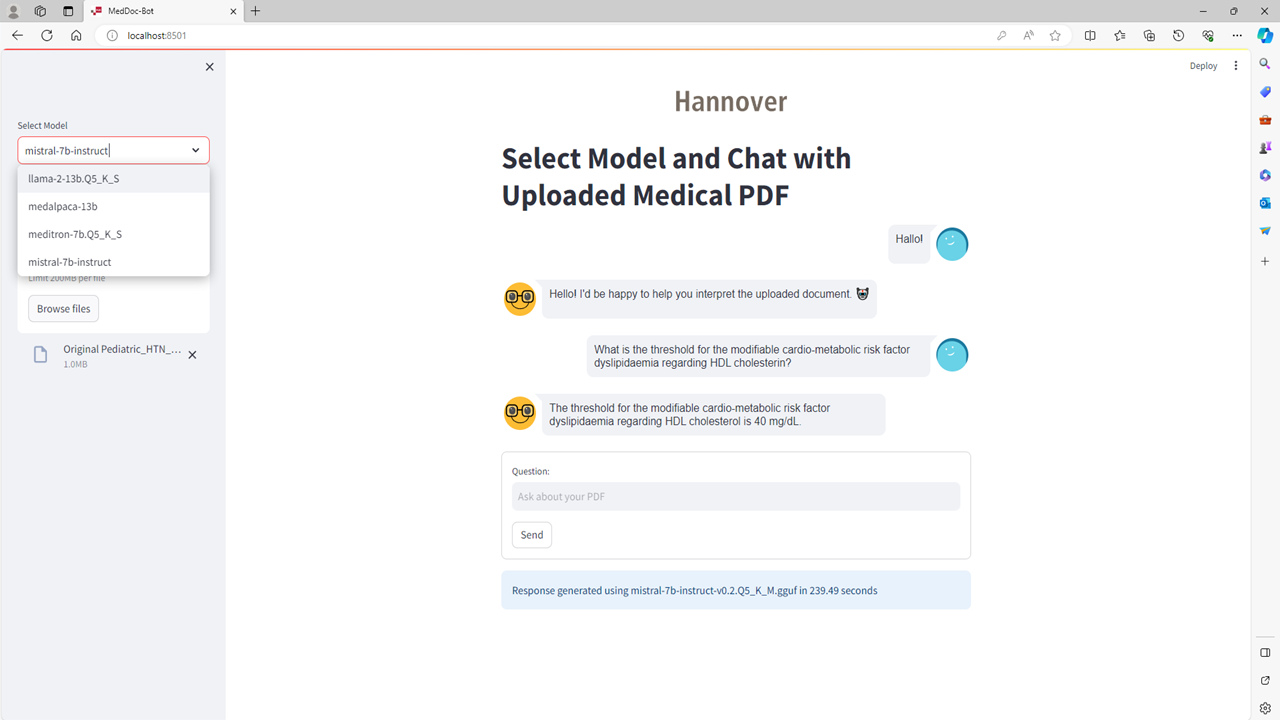 MedDoc-Bot
localhost:8501
Deploy
Select Model
mistral-7b-instruct
llama-2-13b.Q5_K_S
medalpaca-13b
meditron-7b.Q5_K_S
mistral-7b-instruct
Limit 200MB per file
Browse files
Original Pediatric_HTN_...
1.0MB
Hannover
Select Model and Chat with
Uploaded Medical PDF
Hallo!
Hello! I'd be happy to help you interpret the uploaded document.
What is the threshold for the modifiable cardio-metabolic risk factor
dyslipidaemia regarding HDL cholesterin?
The threshold for the modifiable cardio-metabolic risk factor
dyslipidaemia regarding HDL cholesterol is 40 mg/dL.
Question:
Ask about your PDF
Send
Response generated using mistral-7b-instruct-v0.2.Q5_K_M.gguf in 239.49 seconds